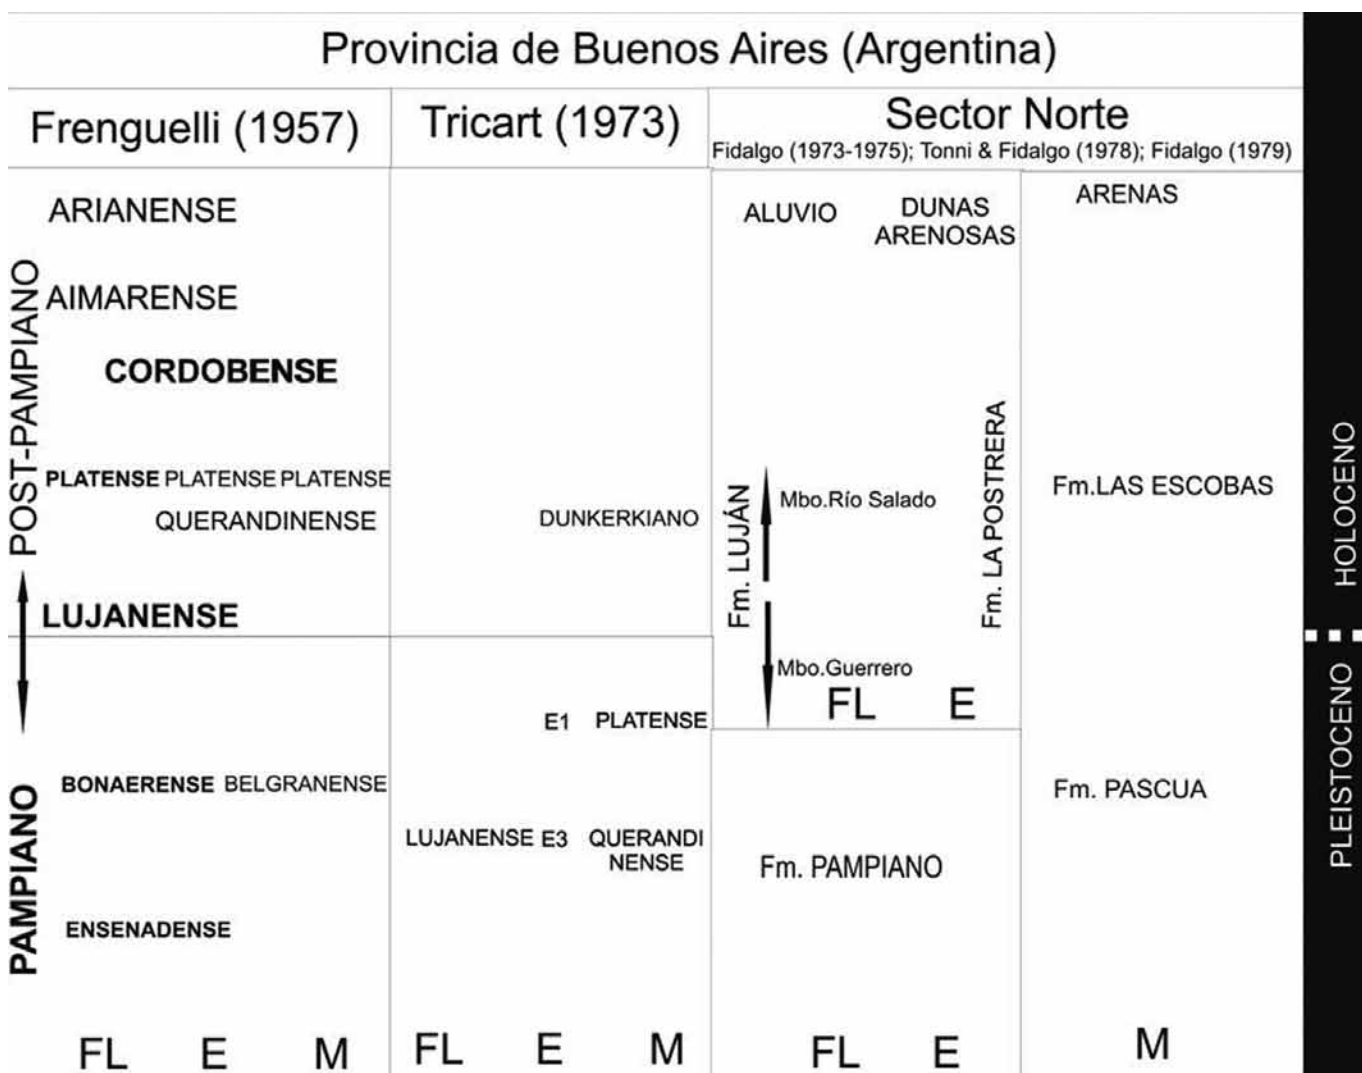 Provincia de Buenos Aires (Argentina)
Frenguelli (1957)
Tricart (1973)
Sector Norte
Fidalgo (1973-1975); Tonni & Fidalgo (1978); Fidalgo (1979)
POST-PAMPIANO
PAMPIANO
ARIANENSE
AIMARENSE
CORDOBENSE
PLATENSE PLATENSE PLATENSE
QUERANDINENSE
LUJANENSE
BONAERENSE BELGRANENSE
ENSENADENSE
FL E M
DUNKERKIANO
E1 PLATENSE
LUJANENSE E3 QUERANDI
NENSE
FL E M
ALUVIO
DUNAS
ARENOSAS
Fm. LUJÁN
Mbo.Río Salado
Mbo.Guerrero
Fm. LA POSTRERA
FL E
Fm. PAMPIANO
FL E
ARENAS
Fm.LAS ESCOBAS
Fm. PASCUA
M
HOLOCENO
PLEISTOCENO